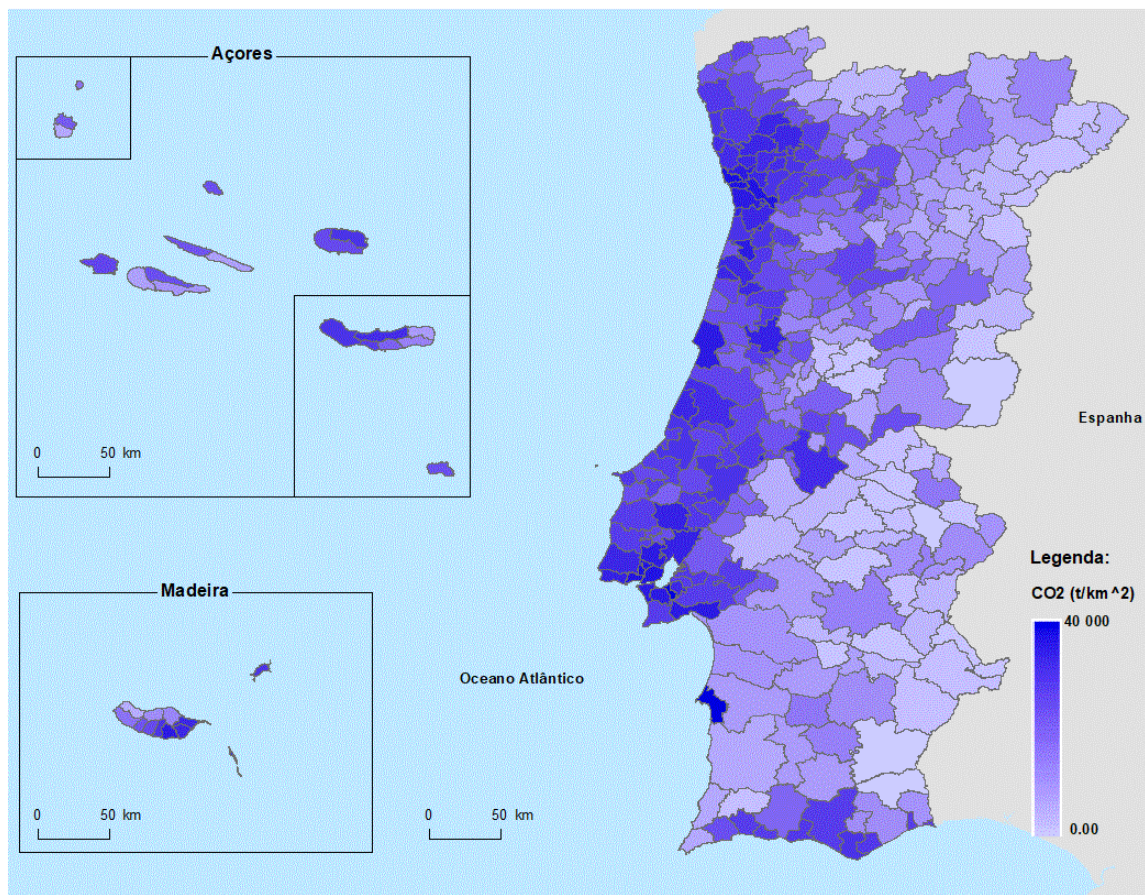 Açores
0 50 km
Madeira
0 50 km
Oceano Atlântico
0 50 km
Espanha
Legenda:
CO2 (t/km^2)
40 000
0.00